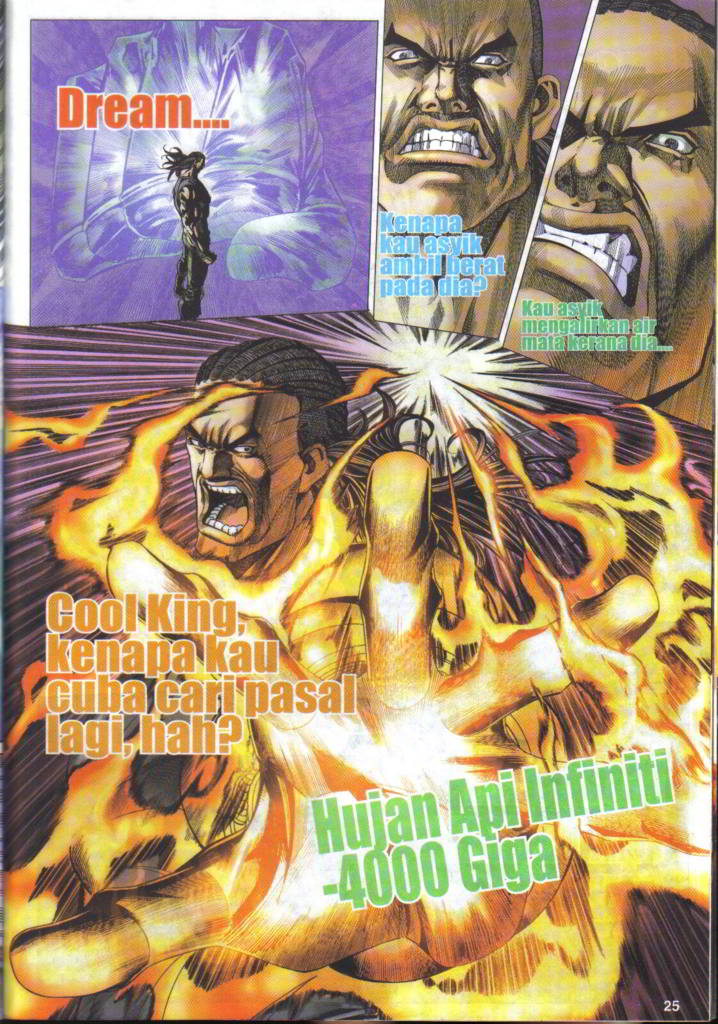 Dream....
Kenapa
kau asyik
ambil berat
pada dia?
Kau asyik
mengalirkan air
mata kerana dia....
Cool King,
kenapa kau
cuba cari pasal
lagi, hah?
Hujan Api Infiniti
-4000 Giga
25